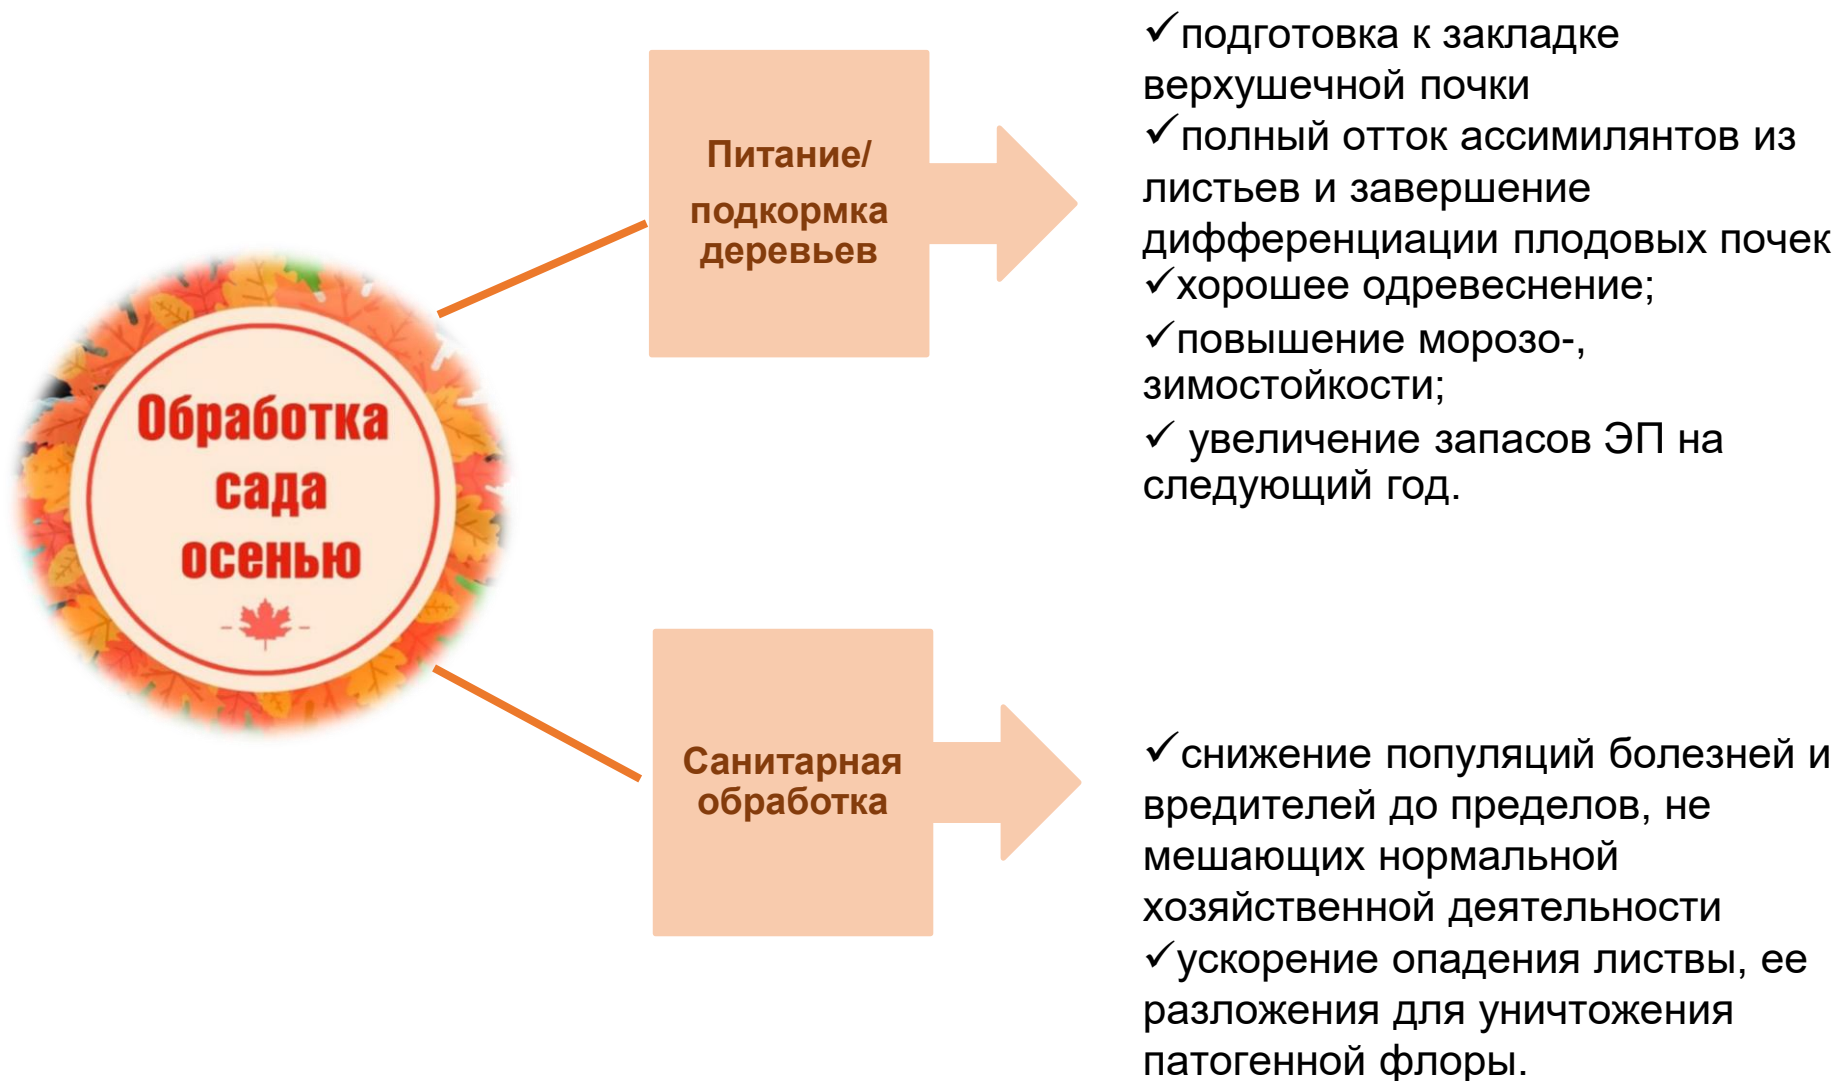 Обработка
сада
осенью
Питание/
подкормка
деревьев
✓подготовка к закладке
верхушечной почки
✓полный отток ассимилянтов из
листьев и завершение
дифференциации плодовых почек
✓хорошее одревеснение;
✓повышение морозо-,
зимостойкости;
✓ увеличение запасов ЭП на
следующий год.
Санитарная
обработка
✓снижение популяций болезней и
вредителей до пределов, не
мешающих нормальной
хозяйственной деятельности
✓ускорение опадения листвы, ее
разложения для уничтожения
патогенной флоры.